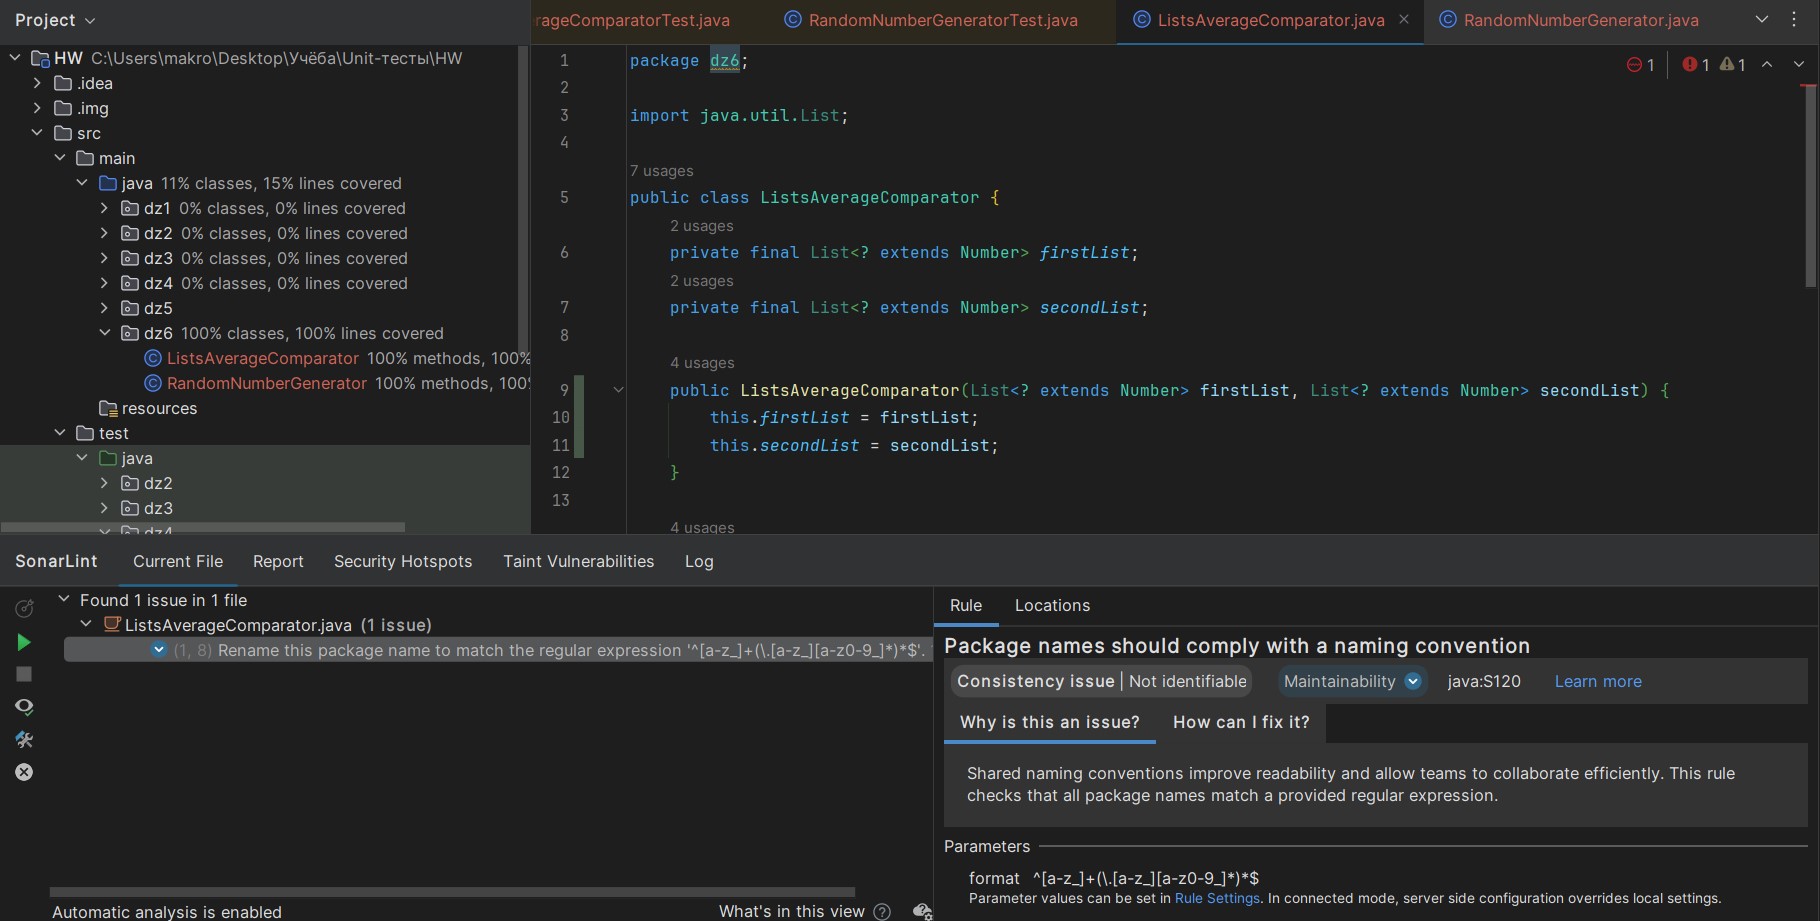 Project
rageComparatorTest.java
RandomNumberGeneratorTest.java
ListsAverageComparator.java
RandomNumberGenerator.java
HW C:\Users\makro\Desktop\Учёба\Unit-тесты\HW
.idea
.img
src
main
java 11% classes, 15% lines covered
dz1 0% classes, 0% lines covered
dz2 0% classes, 0% lines covered
dz3 0% classes, 0% lines covered
dz4 0% classes, 0% lines covered
dz5
dz6 100% classes, 100% lines covered
ListsAverageComparator 100% methods, 100%
RandomNumberGenerator 100% methods, 100%
resources
test
java
dz2
dz3
dz4
1 package dz6;
1 1 1
2
3 import java.util.List;
4
7 usages
5 public class ListsAverageComparator {
2 usages
6 private final List<? extends Number> firstList;
2 usages
7 private final List<? extends Number> secondList;
8
4 usages
9 public ListsAverageComparator(List<? extends Number> firstList, List<? extends Number> secondList) {
10 this.firstList = firstList;
11 this.secondList = secondList;
12 }
13
4 usages
SonarLint Current File Report Security Hotspots Taint Vulnerabilities Log
Found 1 issue in 1 file
ListsAverageComparator.java (1 issue)
(1, 8) Rename this package name to match the regular expression '^[a-z_]+(\.[a-z_][a-z0-9_]*)*$'.
Automatic analysis is enabled
What's in this view
Rule Locations
Package names should comply with a naming convention
Consistency issue | Not identifiable Maintainability java:S120 Learn more
Why is this an issue? How can I fix it?
Shared naming conventions improve readability and allow teams to collaborate efficiently. This rule
checks that all package names match a provided regular expression.
Parameters
format ^[a-z_]+(\.[a-z_][a-z0-9_]*)*$
Parameter values can be set in Rule Settings. In connected mode, server side configuration overrides local settings.